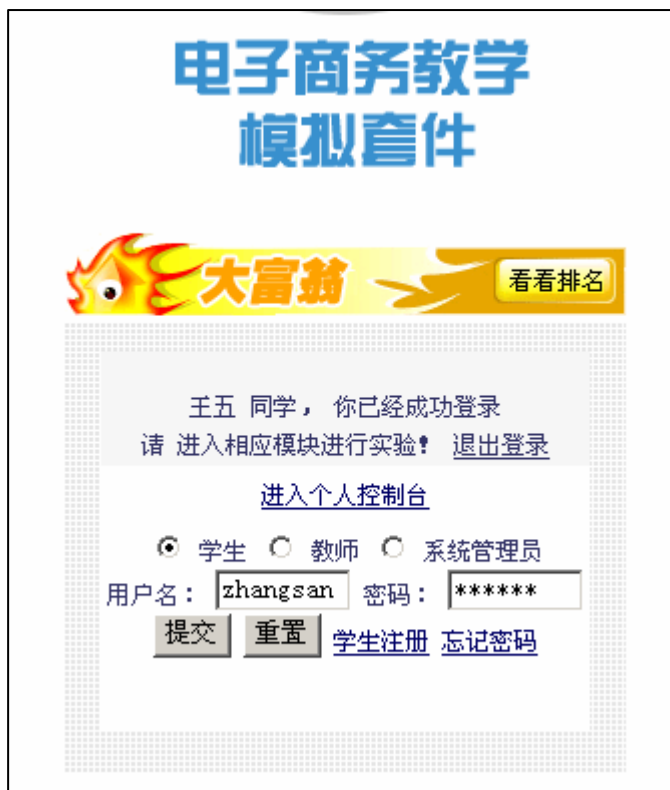 电子商务教学
模拟套件
大富翁 看看排名
王五 同学， 你已经成功登录
请 进入相应模块进行实验！ 退出登录
进入个人控制台
学生 教师 系统管理员
用户名： zhangsan 密码： ******
提交 重置 学生注册 忘记密码